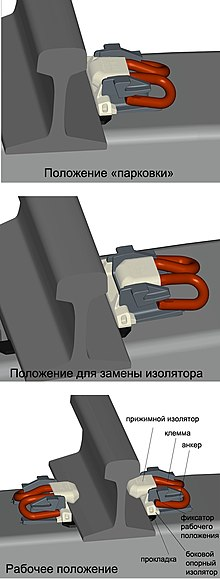 Положение «парковки»
Положение для замены изолятора
прижимной изолятор
клемма
анкер
фиксатор
рабочего
положения
боковой
опорный
изолятор
прокладка
Рабочее положение